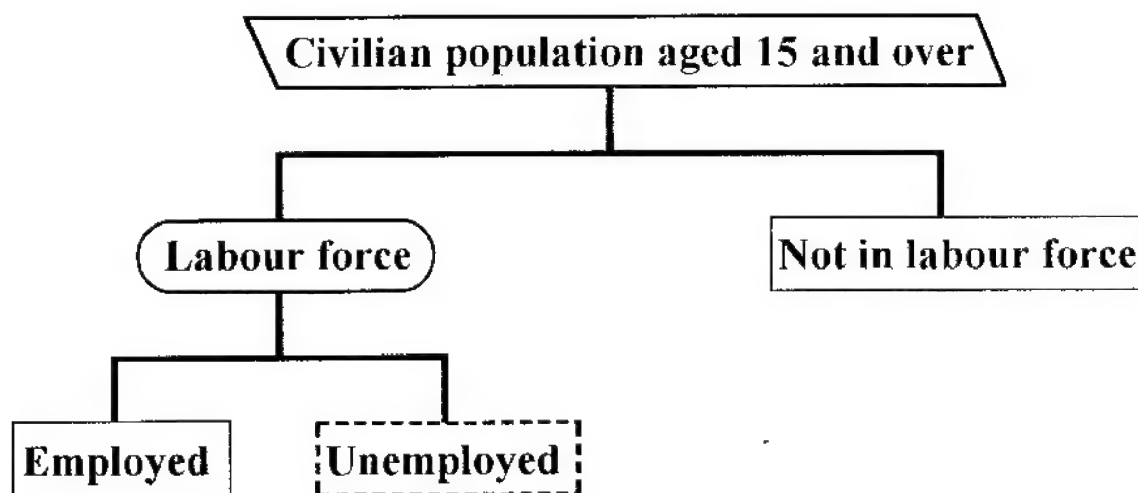 Civilian population aged 15 and over
Labour force
Not in labour force
Employed
Unemployed